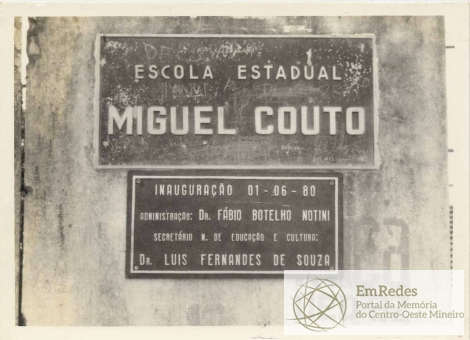 ESCOLA ESTADUAL
MIGUEL COUTO
INAUGURAÇÃO 01-06-80
ADMINISTRAÇÃO: DR. FÁBIO BOTELHO NOTINI
SECRETÁRIO M. DE EDUCAÇÃO E CULTURA:
DR. LUIS FERNANDES DE SOUZA
EmRedes
Portal da Memória
do Centro-Oeste Mineiro